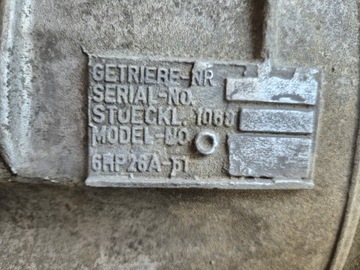 GETRIEBE-NR
SERIAL-NO.
STUECKL. 1068
MODEL-NO
6HP26A-61